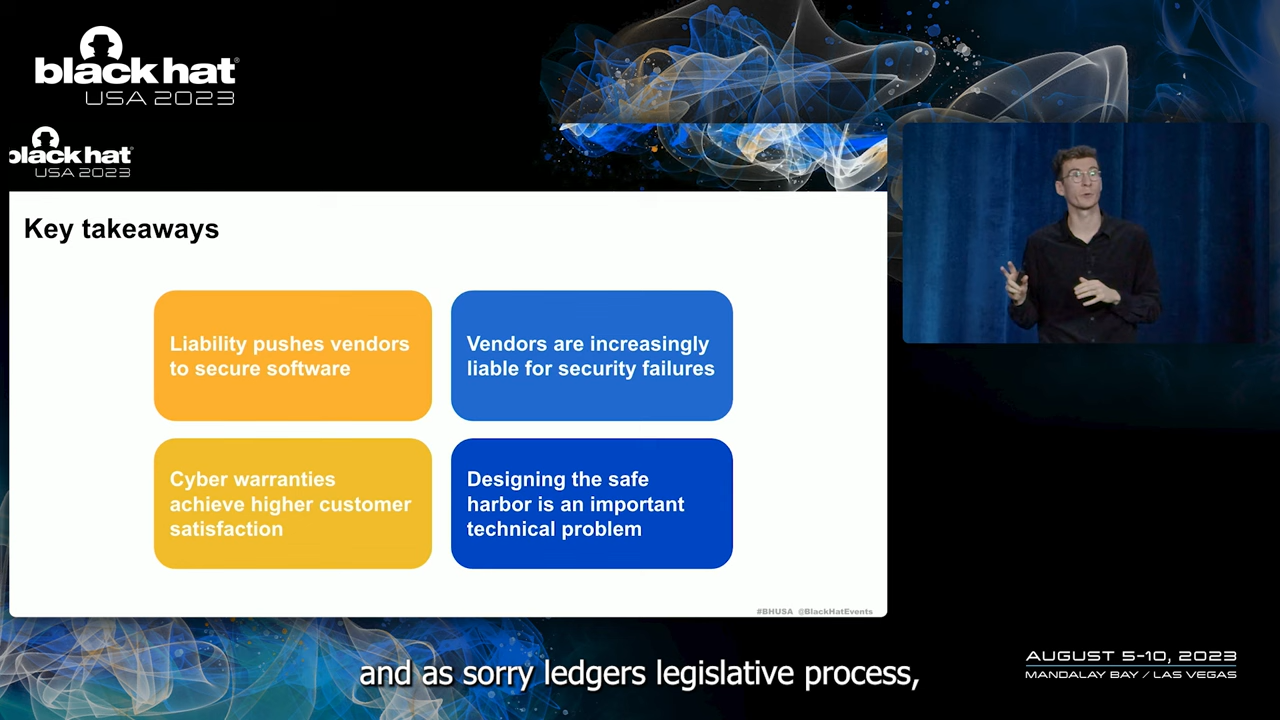 black hat
USA 2023
black hat
USA 2023
Key takeaways
Liability pushes vendors
to secure software
Vendors are increasingly
liable for security failures
Cyber warranties
achieve higher customer
satisfaction
Designing the safe
harbor is an important
technical problem
#BHUSA @BlackHatEvents
and as sorry ledgers legislative process,
AUGUST 5-10, 2023
MANDALAY BAY / LAS VEGAS